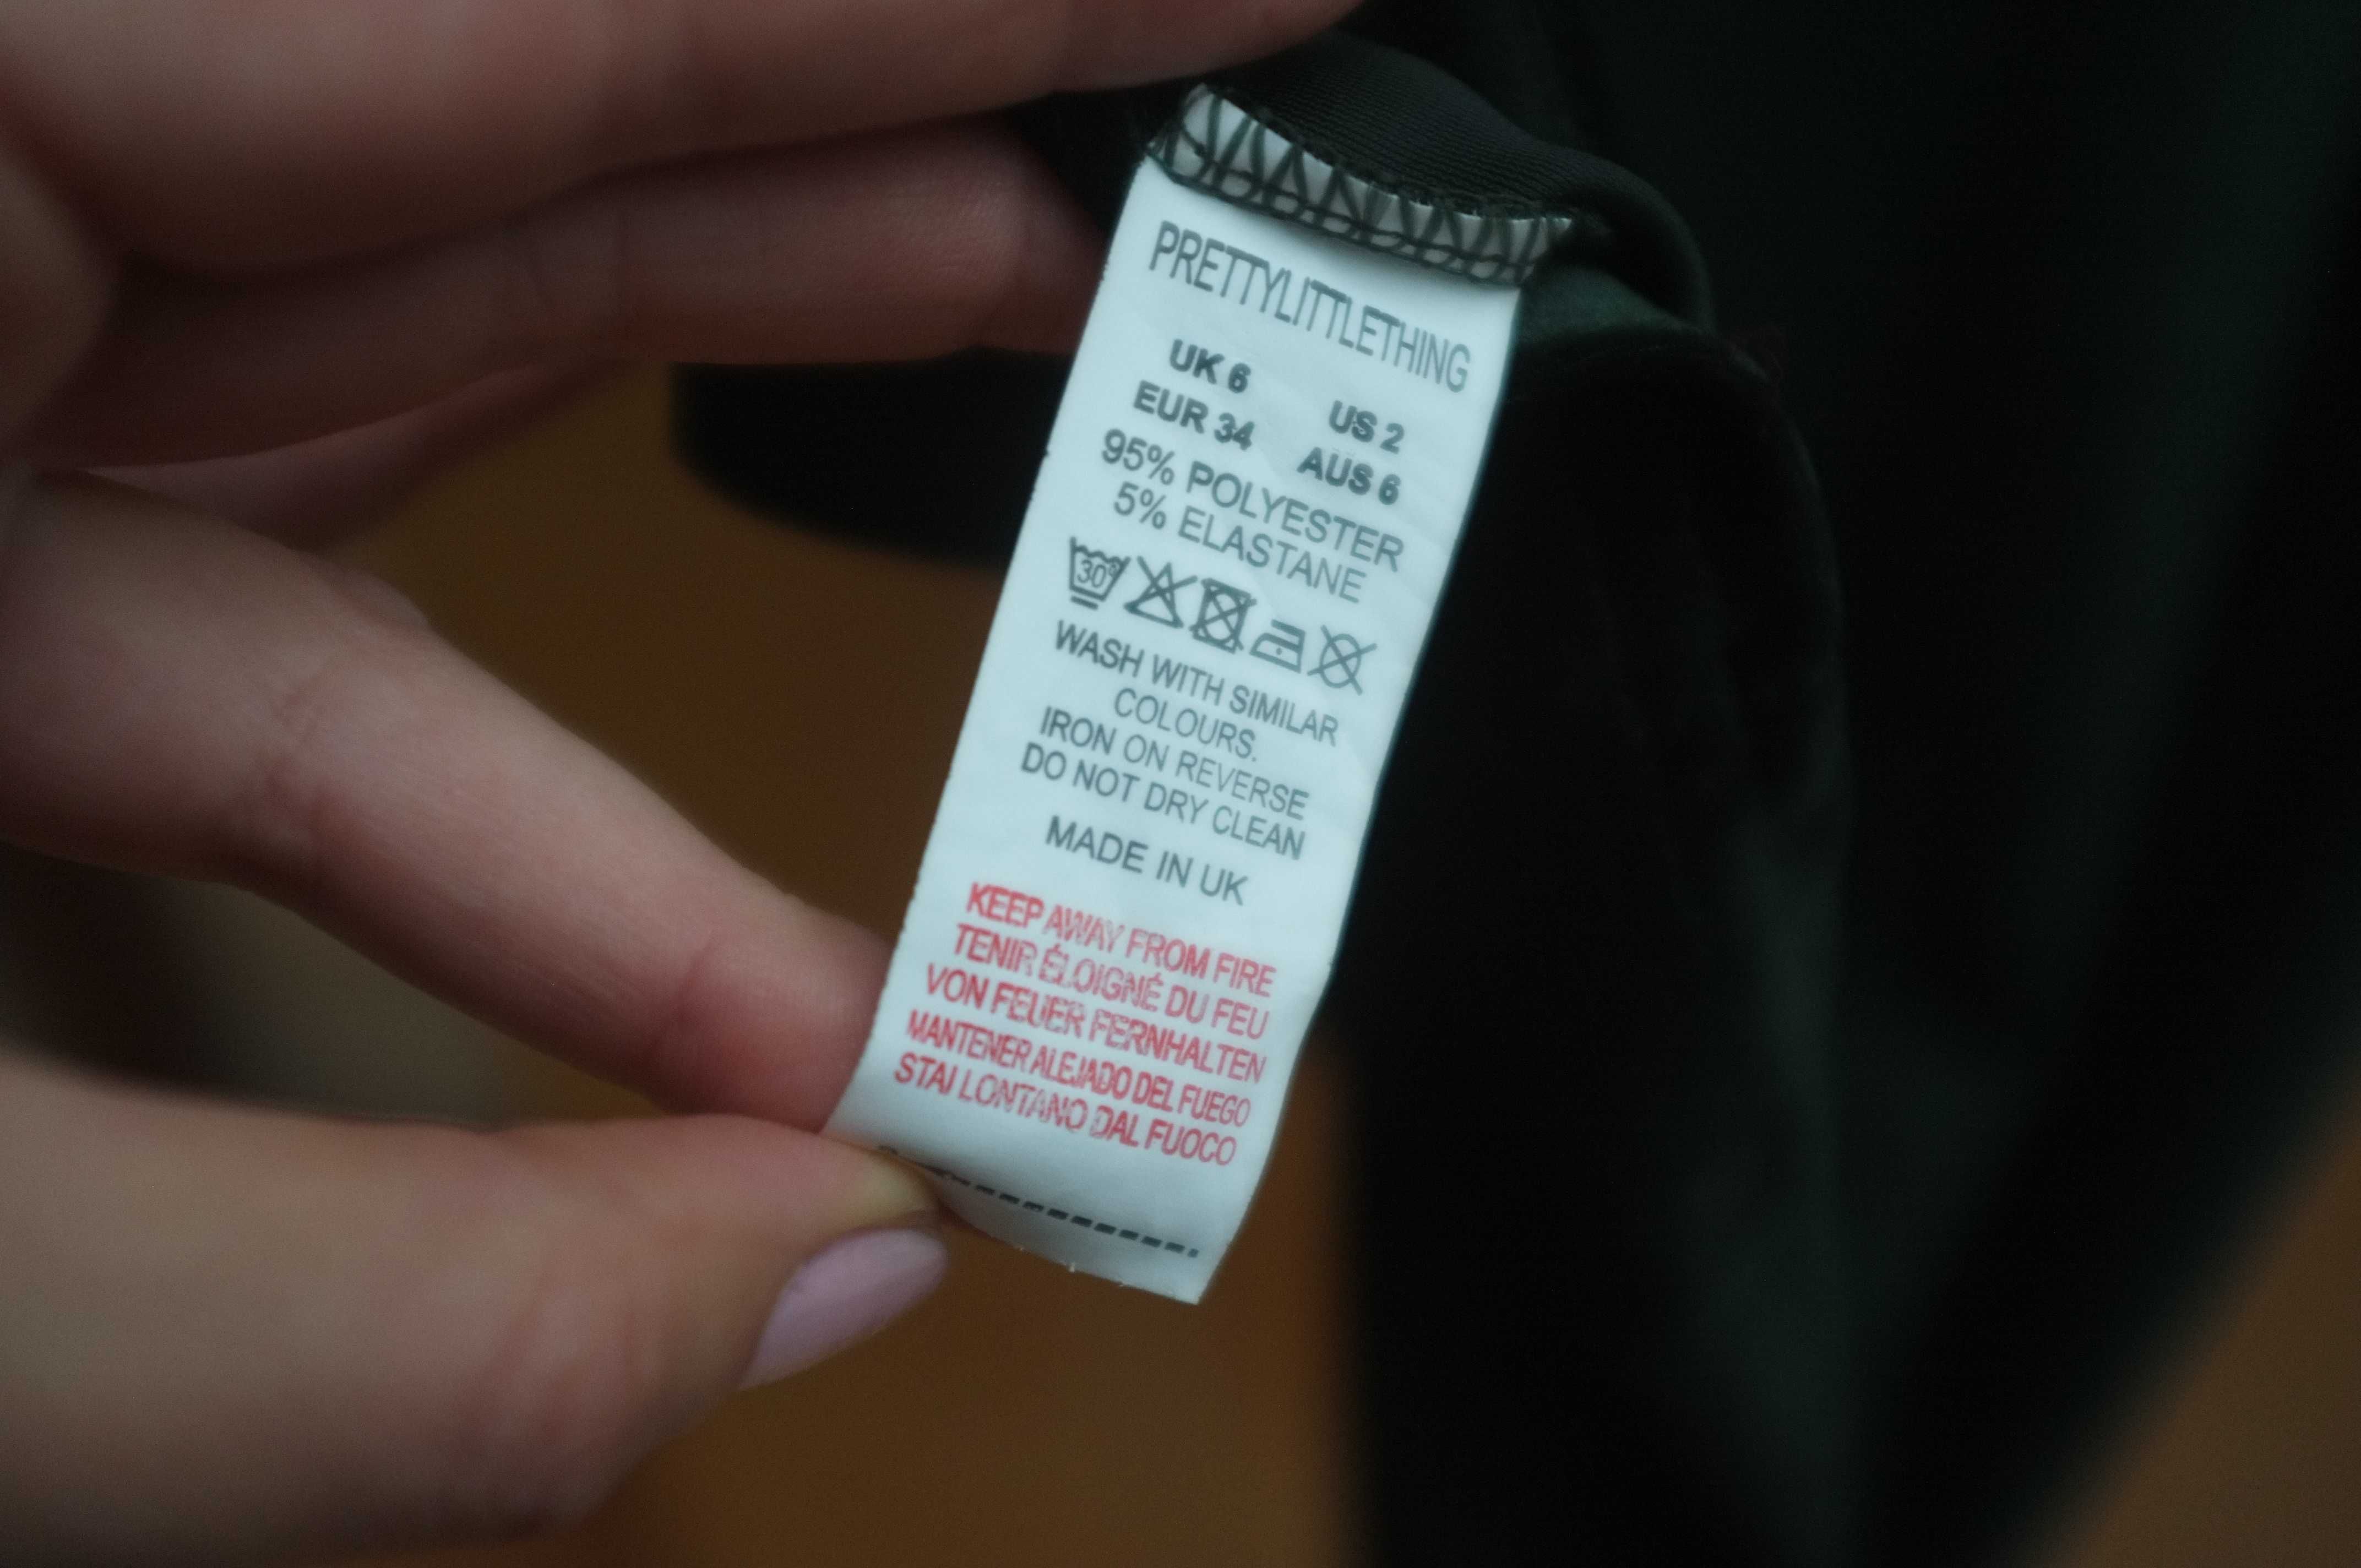 PRETTYLITTLETHING
UK 6 US 2
EUR 34 AUS 6
95% POLYESTER
5% ELASTANE
30°
WASH WITH SIMILAR
COLOURS.
IRON ON REVERSE
DO NOT DRY CLEAN
MADE IN UK
KEEP AWAY FROM FIRE
TENIR ÉLOIGNÉ DU FEU
VON FEUER FERNHALTEN
MANTENER ALEJADO DEL FUEGO
STAI LONTANO DAL FUOCO